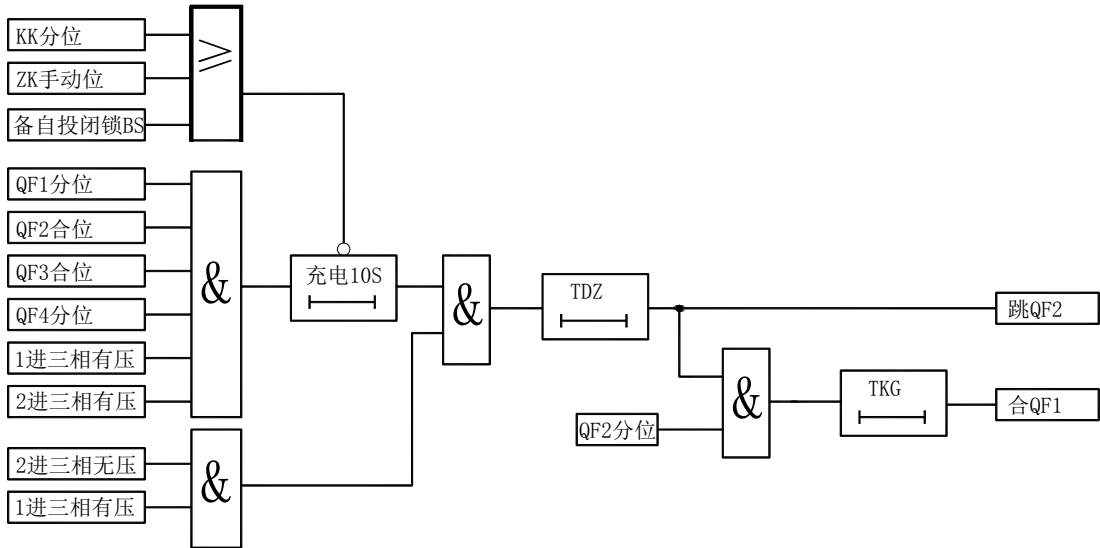 KK分位
ZK手动位
备自投闭锁BS
≥
QF1分位
QF2合位
QF3合位
QF4分位
1进三相有压
2进三相有压
&
充电10S
2进三相无压
1进三相有压
&
&
TDZ
跳QF2
QF2分位
&
TKG
合QF1